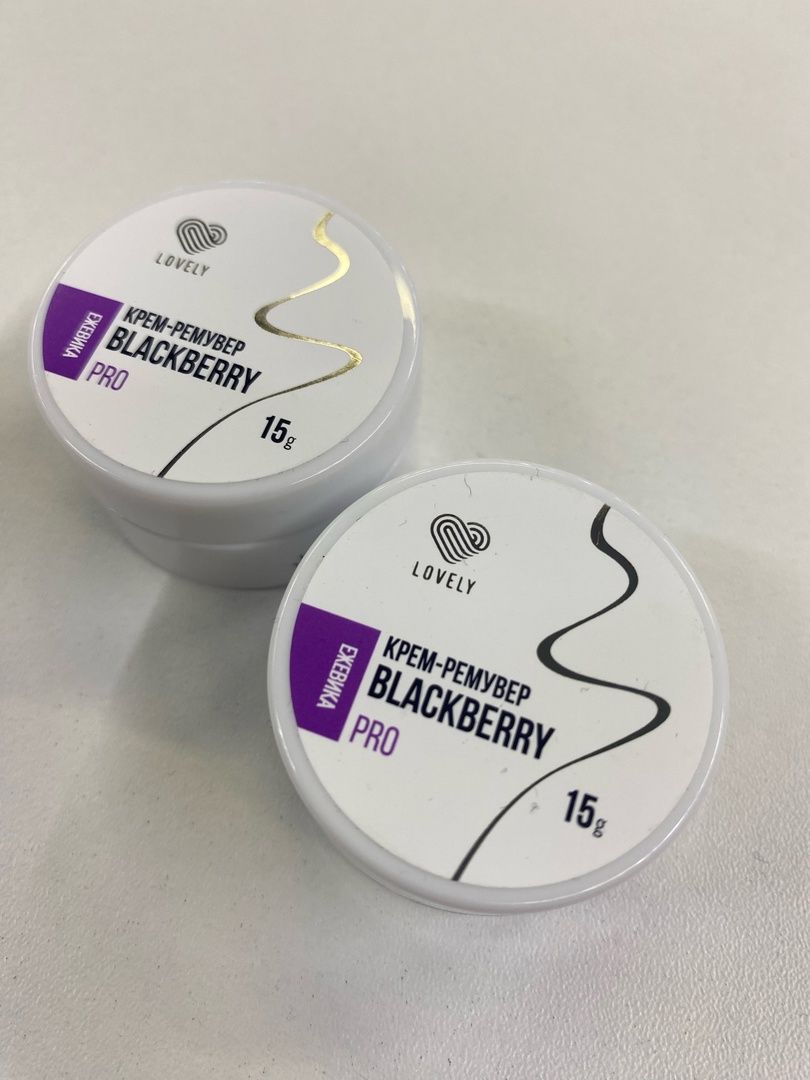 LOVELY
ЕЖЕВИКА
КРЕМ-РЕМУВЕР
BLACKBERRY
PRO
15g
LOVELY
ЕЖЕВИКА
КРЕМ-РЕМУВЕР
BLACKBERRY
PRO
15g